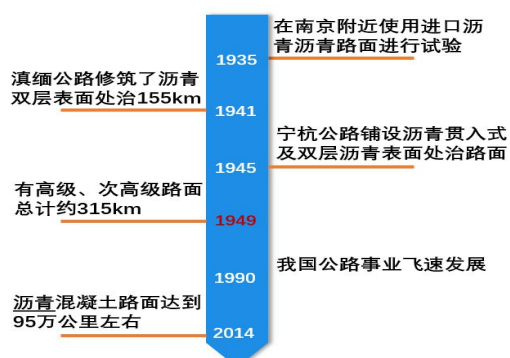 在南京附近使用进口沥
青沥青路面进行试验
1935
滇缅公路修筑了沥青
双层表面处治155km
1941
宁杭公路铺设沥青贯入式
及双层沥青表面处治路面
1945
有高级、次高级路面
总计约315km
1949
我国公路事业飞速发展
1990
沥青混凝土路面达到
95万公里左右
2014